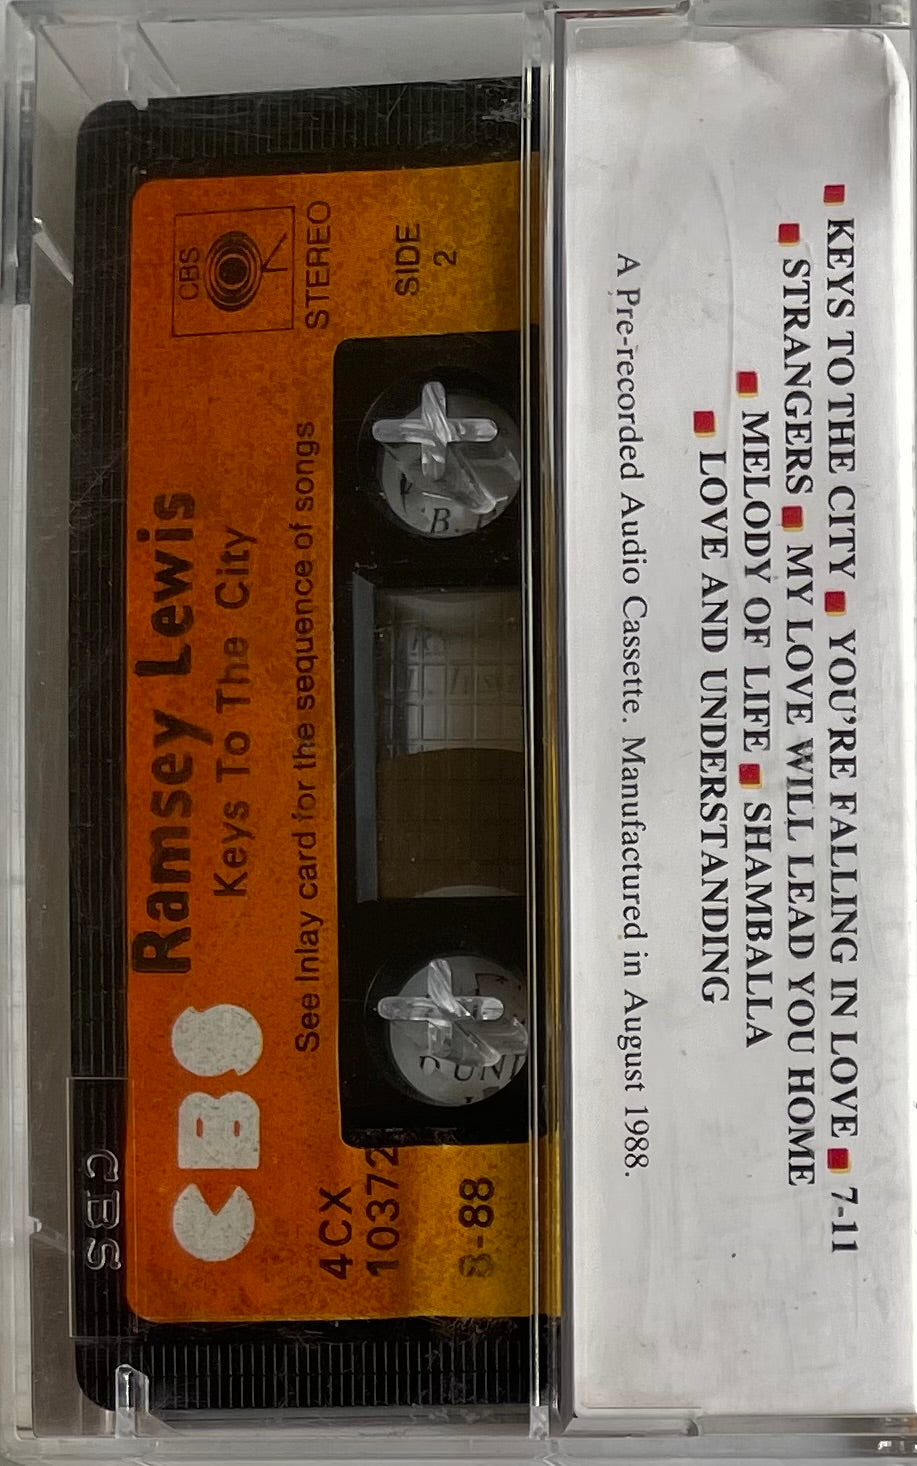 CBS
STEREO
SIDE
2
Ramsey Lewis
Keys To The City
See Inlay card for the sequence of songs
CBS
4CX
10372
8-88
CBS
B.
D UNI
■ KEYS TO THE CITY ■ YOU'RE FALLING IN LOVE ■ 7-11
■ STRANGERS ■ MY LOVE WILL LEAD YOU HOME
■ MELODY OF LIFE ■ SHAMBALLA
■ LOVE AND UNDERSTANDING
A Pre-recorded Audio Cassette. Manufactured in August 1988.